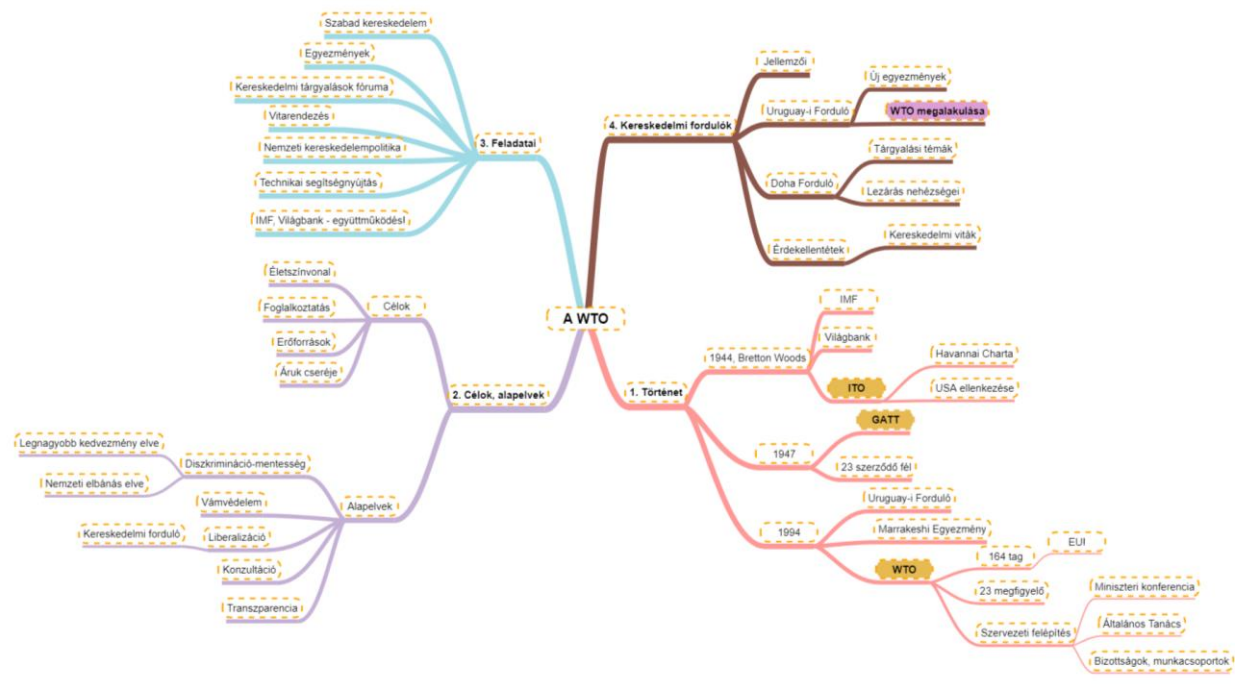 A WTO
1. Történet
1944, Bretton Woods
IMF
Világbank
ITO
Havannai Charta
USA ellenkezése
1947
GATT
23 szerződő fél
1994
Uruguay-i Forduló
Marrakeshi Egyezmény
WTO
164 tag
EU!
23 megfigyelő
Szervezeti felépítés
Miniszteri konferencia
Általános Tanács
Bizottságok, munkacsoportok
2. Célok, alapelvek
Célok
Életszínvonal
Foglalkoztatás
Erőforrások
Áruk cseréje
Alapelvek
Diszkrimináció-mentesség
Legnagyobb kedvezmény elve
Nemzeti elbánás elve
Vámvédelem
Liberalizáció
Kereskedelmi forduló
Konzultáció
Transzparencia
3. Feladatai
Szabad kereskedelem
Egyezmények
Kereskedelmi tárgyalások fóruma
Vitarendezés
Nemzeti kereskedelempolitika
Technikai segítségnyújtás
IMF, Világbank - együttműködés!
4. Kereskedelmi fordulók
Jellemzői
Uruguay-i Forduló
Új egyezmények
WTO megalakulása
Doha Forduló
Tárgyalási témák
Lezárás nehézségei
Érdekellentétek
Kereskedelmi viták